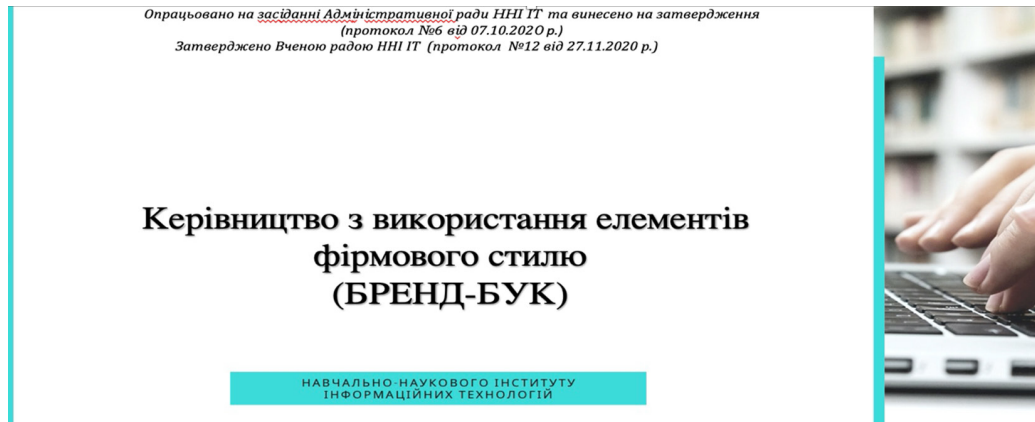 Опрацьовано на засіданні Адміністративної ради ННІ ІТ та винесено на затвердження
(протокол №6 від 07.10.2020 р.)
Затверджено Вченою радою ННІ ІТ (протокол №12 від 27.11.2020 р.)
Керівництво з використання елементів
фірмового стилю
(БРЕНД-БУК)
НАВЧАЛЬНО-НАУКОВОГО ІНСТИТУТУ
ІНФОРМАЦІЙНИХ ТЕХНОЛОГІЙ